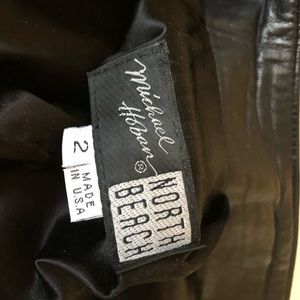 Michael
Hoban
®
NORTH
BEACH
2
MADE
IN U.S.A